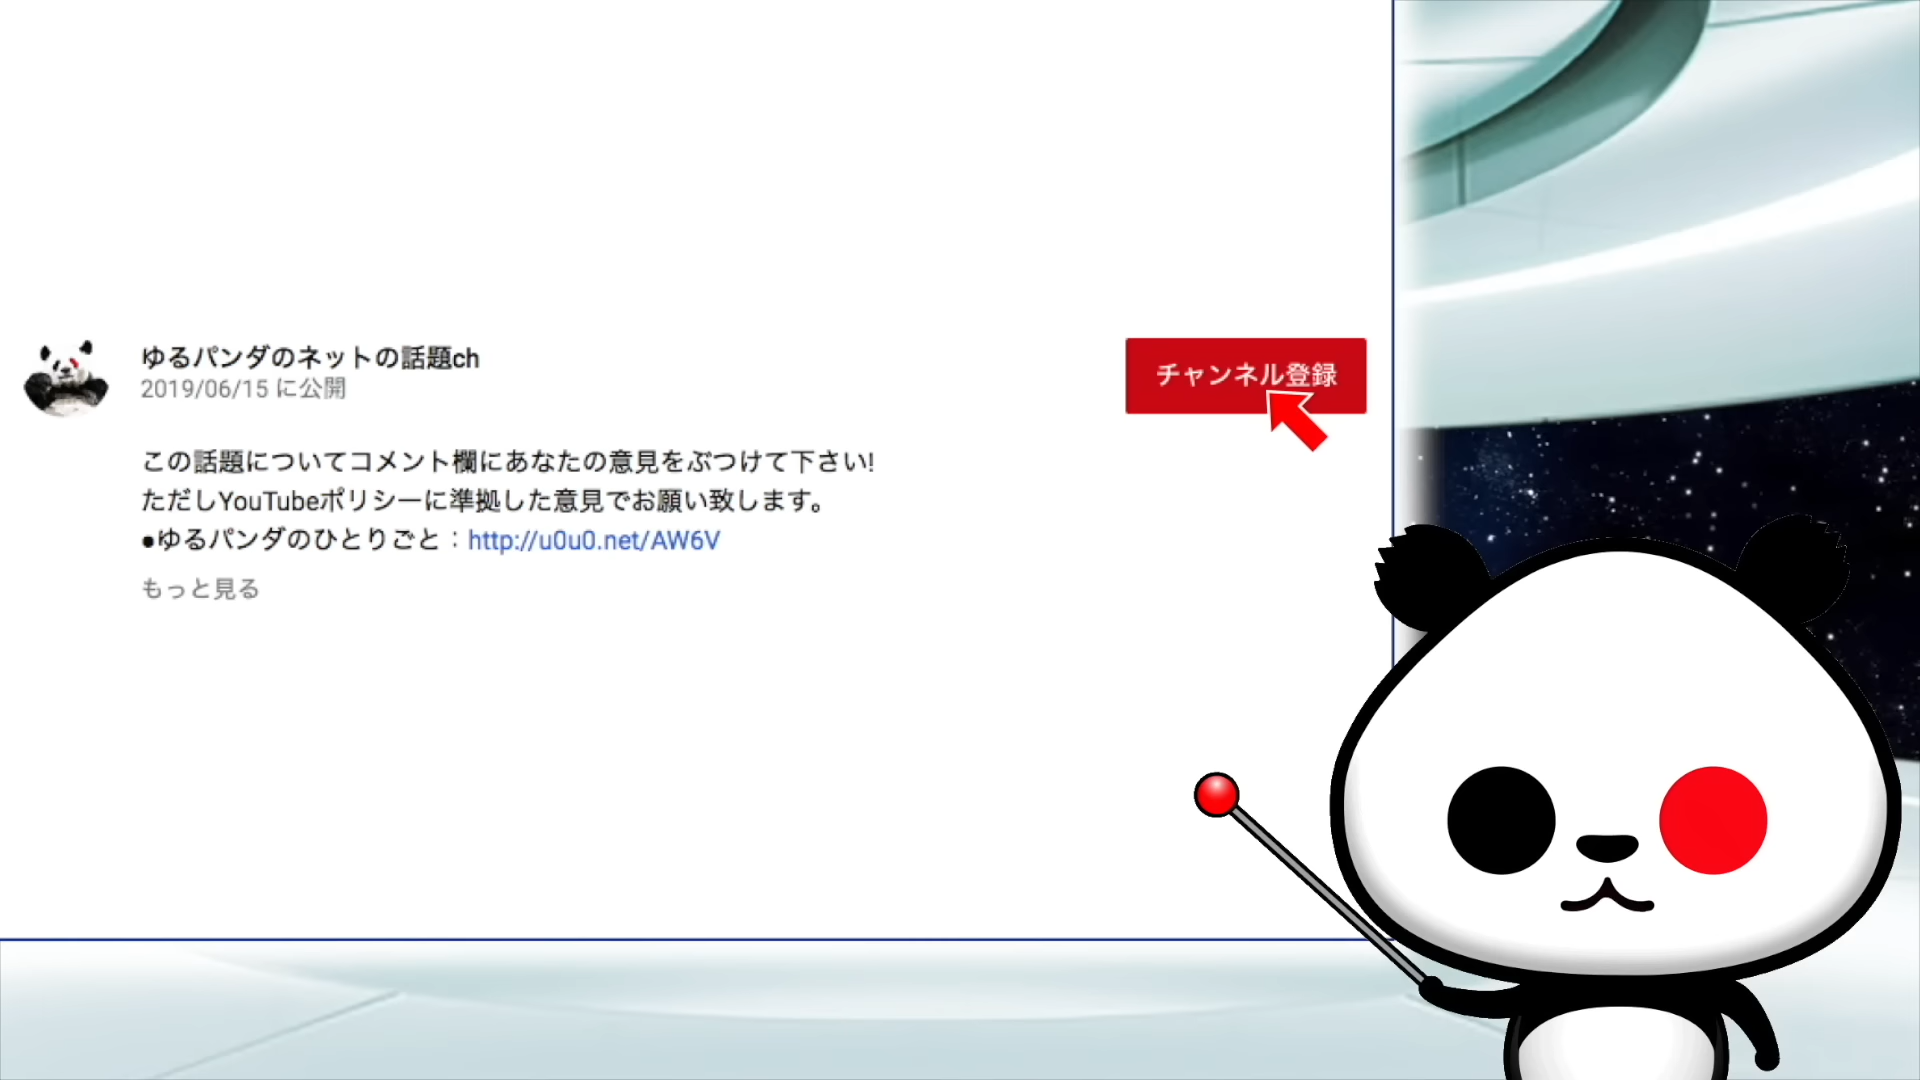 ゆるパンダのネットの話題ch
2019/06/15 に公開
チャンネル登録
この話題についてコメント欄にあなたの意見をぶつけて下さい!
ただしYouTubeポリシーに準拠した意見でお願い致します。
●ゆるパンダのひとりごと：http://u0u0.net/AW6V
もっと見る